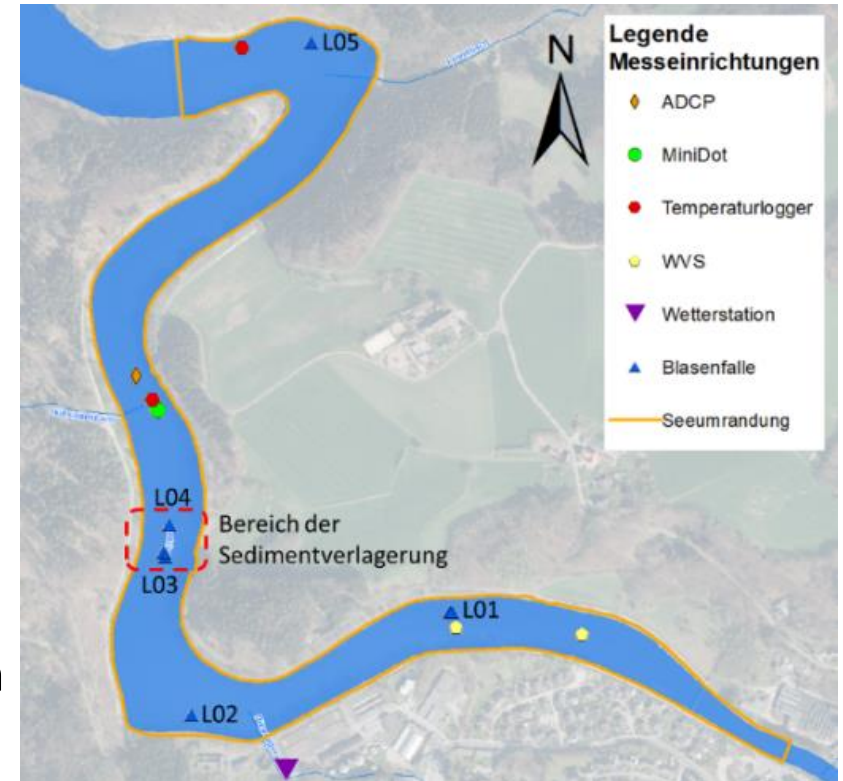 L05
N
Legende
Messeinrichtungen
ADCP
MiniDot
Temperaturlogger
WVS
Wetterstation
Blasenfalle
Seeumrandung
L04
Bereich der
Sedimentverlagerung
L03
L01
L02